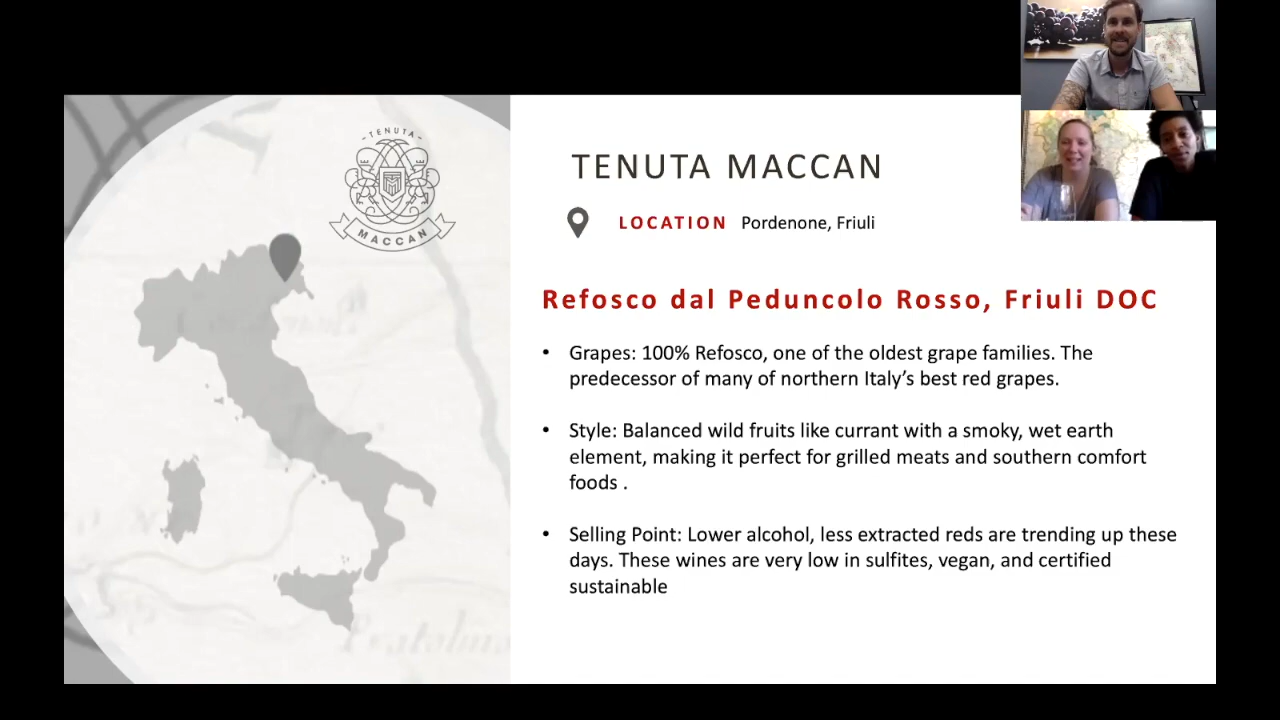 TENUTA
MACCAN
TENUTA MACCAN
LOCATION Pordenone, Friuli
Refosco dal Peduncolo Rosso, Friuli DOC
• Grapes: 100% Refosco, one of the oldest grape families. The
predecessor of many of northern Italy’s best red grapes.
• Style: Balanced wild fruits like currant with a smoky, wet earth
element, making it perfect for grilled meats and southern comfort
foods .
• Selling Point: Lower alcohol, less extracted reds are trending up these
days. These wines are very low in sulfites, vegan, and certified
sustainable